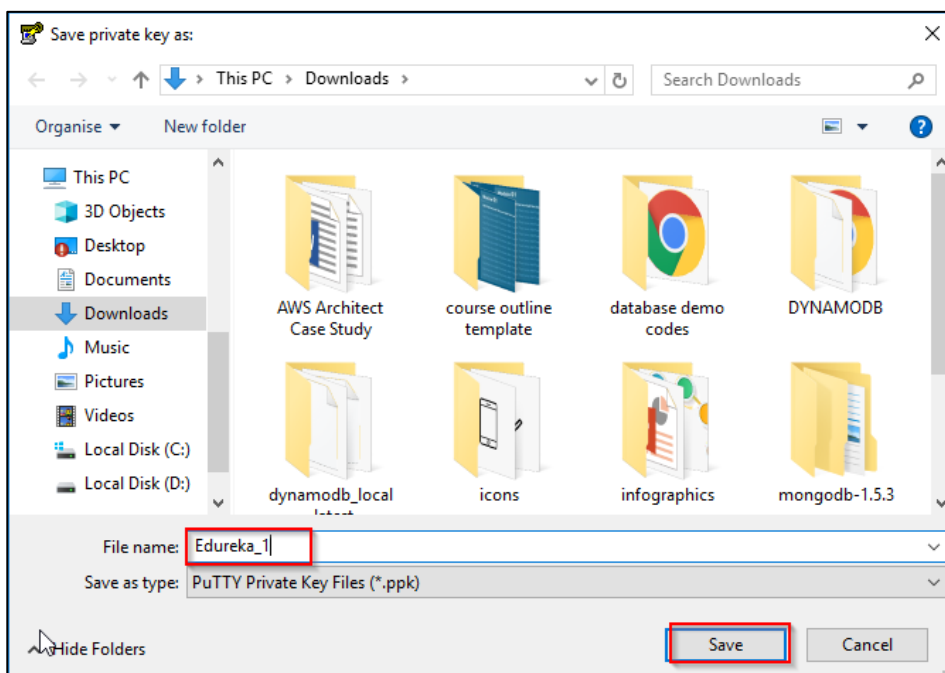 Save private key as:
This PC > Downloads >
Search Downloads
Organise
New folder
This PC
3D Objects
Desktop
Documents
Downloads
Music
Pictures
Videos
Local Disk (C:)
Local Disk (D:)
AWS Architect
Case Study
course outline
template
database demo
codes
DYNAMODB
dynamodb_local
latest
icons
infographics
mongodb-1.5.3
File name: Edureka_1
Save as type: PuTTY Private Key Files (*.ppk)
Hide Folders
Save
Cancel